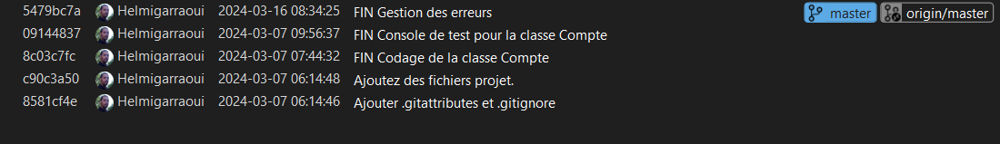 5479bc7a Helmigarraoui 2024-03-16 08:34:25 FIN Gestion des erreurs master origin/master
09144837 Helmigarraoui 2024-03-07 09:56:37 FIN Console de test pour la classe Compte
8c03c7fc Helmigarraoui 2024-03-07 07:44:32 FIN Codage de la classe Compte
c90c3a50 Helmigarraoui 2024-03-07 06:14:48 Ajoutez des fichiers projet.
8581cf4e Helmigarraoui 2024-03-07 06:14:46 Ajouter .gitattributes et .gitignore